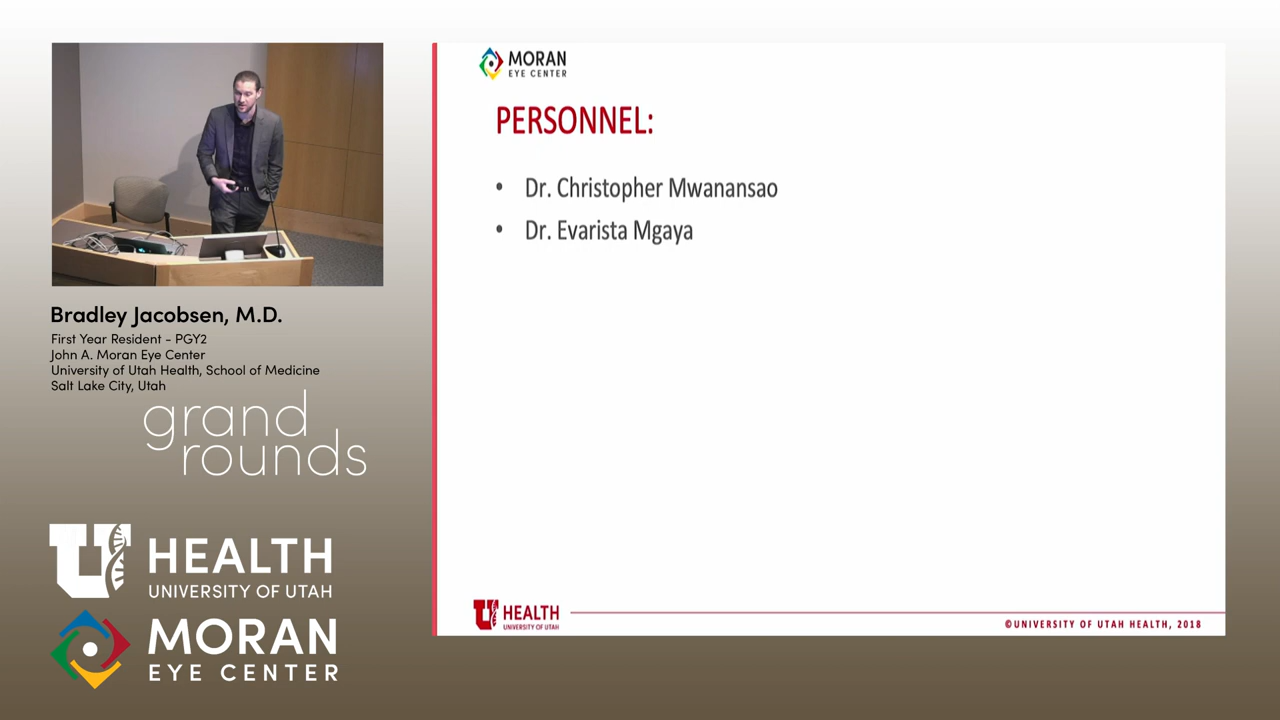 Bradley Jacobsen, M.D.
First Year Resident - PGY2
John A. Moran Eye Center
University of Utah Health, School of Medicine
Salt Lake City, Utah
grand
rounds
U HEALTH
UNIVERSITY OF UTAH
MORAN
EYE CENTER
MORAN
EYE CENTER
PERSONNEL:
• Dr. Christopher Mwanansao
• Dr. Evarista Mgaya
U HEALTH
UNIVERSITY OF UTAH
©UNIVERSITY OF UTAH HEALTH, 2018